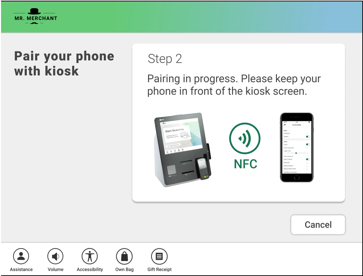 MR. MERCHANT
Pair your phone
with kiosk
Step 2
Pairing in progress. Please keep your
phone in front of the kiosk screen.
NFC
Cancel
Assistance
Volume
Accessibility
Own Bag
Gift Receipt